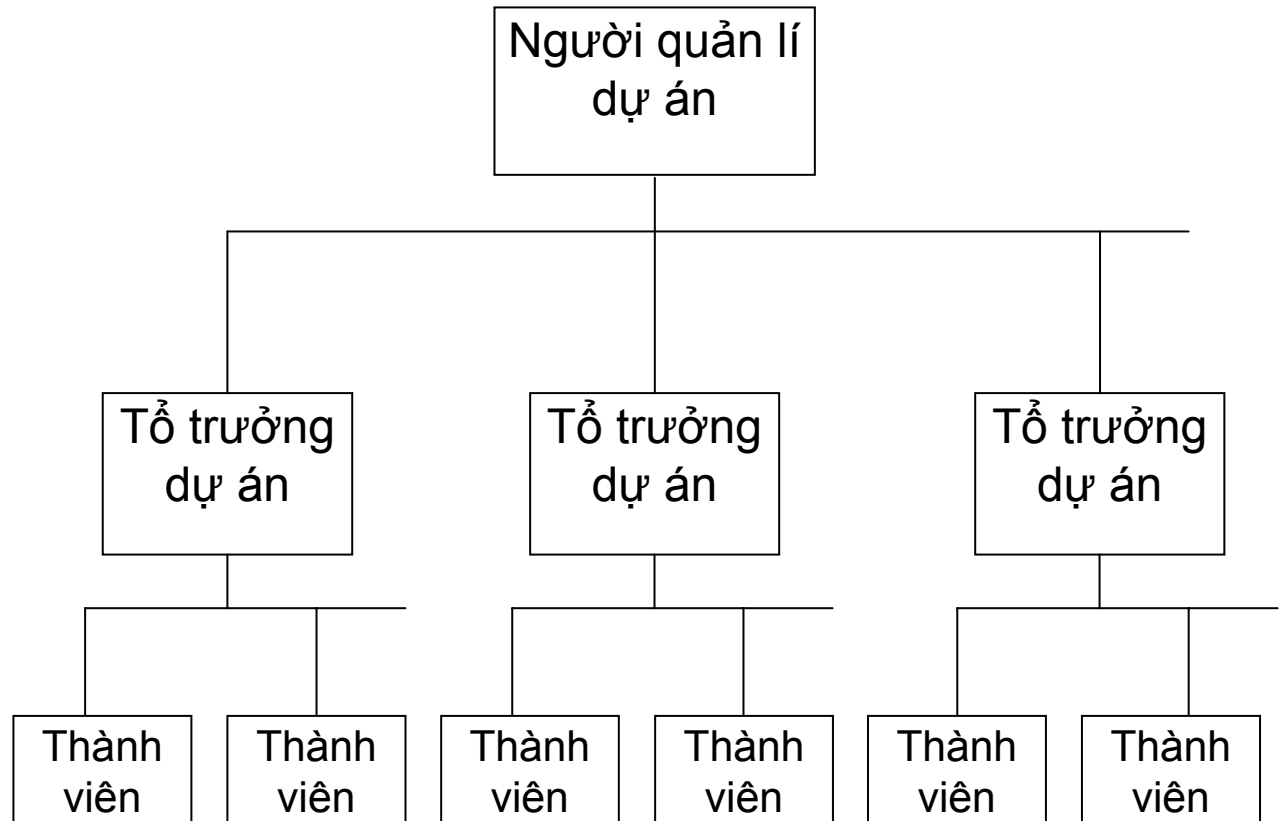 Người quản lí
dự án
Tổ trưởng
dự án
Tổ trưởng
dự án
Tổ trưởng
dự án
Thành
viên
Thành
viên
Thành
viên
Thành
viên
Thành
viên
Thành
viên